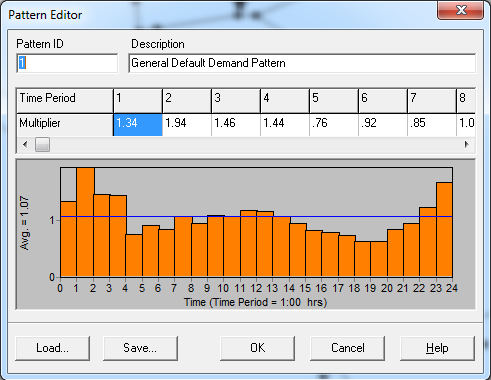 Pattern Editor
Pattern ID Description
1 General Default Demand Pattern
Time Period 1 2 3 4 5 6 7 8
Multiplier 1.34 1.94 1.46 1.44 .76 .92 .85 1.0
Avg. = 1.07
1
0
0 1 2 3 4 5 6 7 8 9 10 11 12 13 14 15 16 17 18 19 20 21 22 23 24
Time (Time Period = 1:00 hrs)
Load... Save... OK Cancel Help